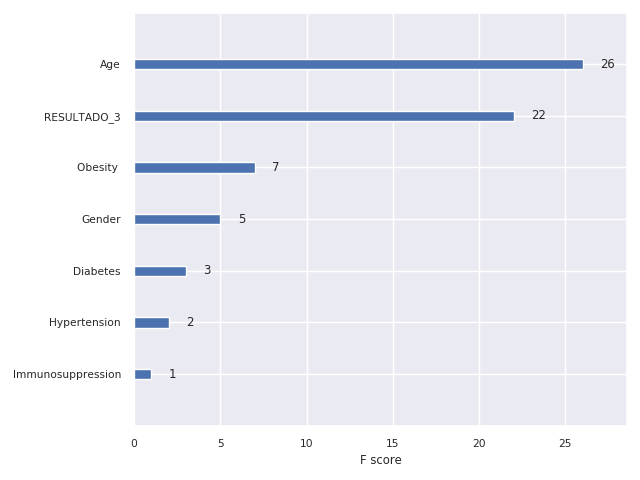 Age 26
RESULTADO_3 22
Obesity 7
Gender 5
Diabetes 3
Hypertension 2
Immunosuppression 1
0 5 10 15 20 25
F score